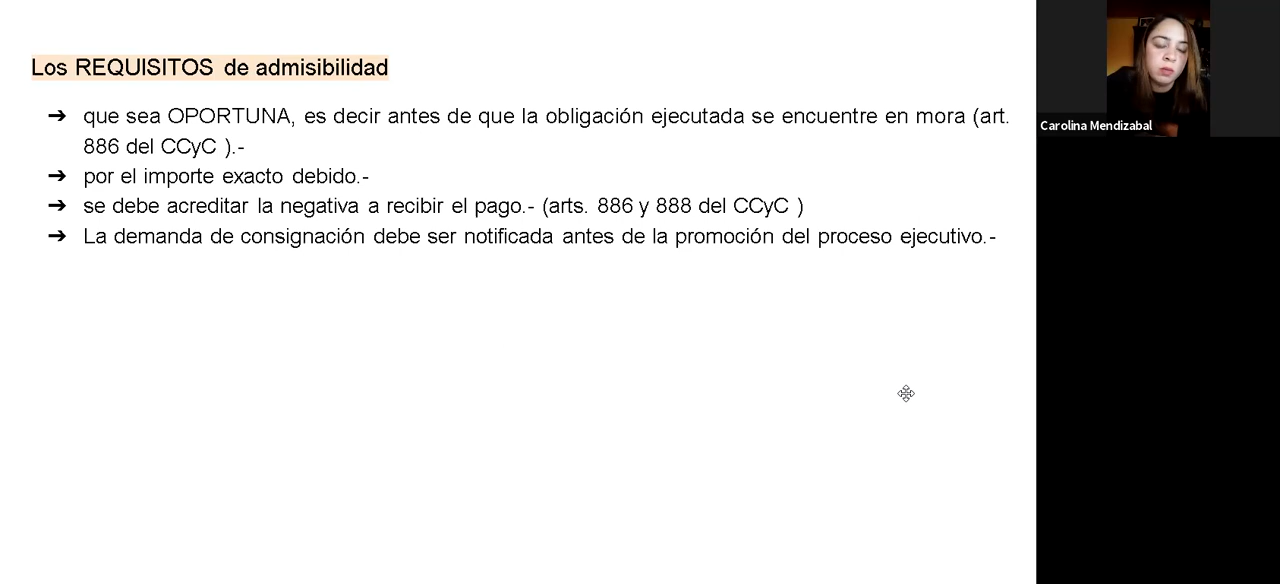 Los REQUISITOS de admisibilidad
➔ que sea OPORTUNA, es decir antes de que la obligación ejecutada se encuentre en mora (art.
886 del CCyC ).-
➔ por el importe exacto debido.-
➔ se debe acreditar la negativa a recibir el pago.- (arts. 886 y 888 del CCyC )
➔ La demanda de consignación debe ser notificada antes de la promoción del proceso ejecutivo.-
Carolina Mendizabal